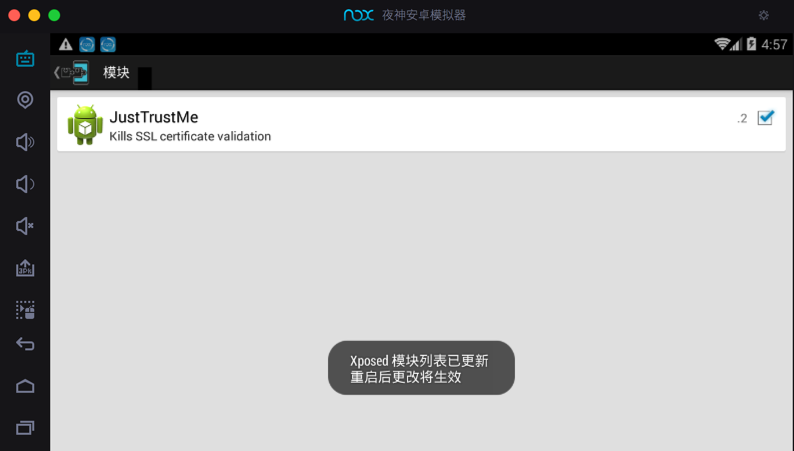 nox 夜神安卓模拟器
4:57
模块
JustTrustMe
.2
Kills SSL certificate validation
Xposed 模块列表已更新
重启后更改将生效